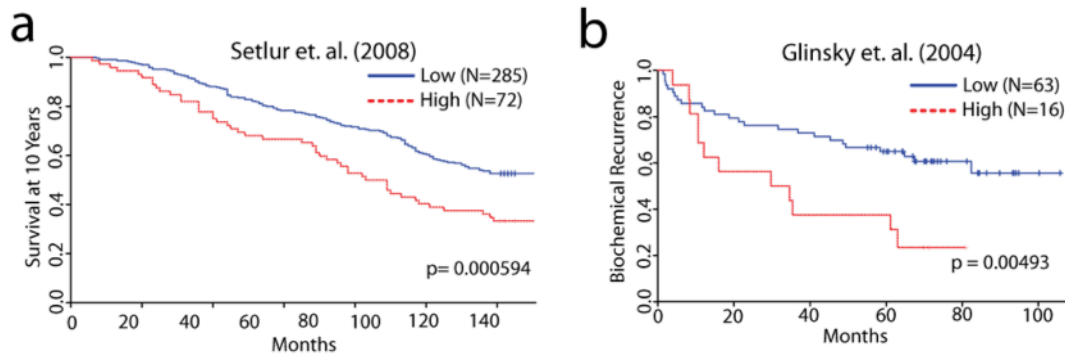 a
Setlur et. al. (2008)
Low (N=285)
High (N=72)
Survival at 10 Years
0.0 0.2 0.4 0.6 0.8 1.0
p= 0.000594
0 20 40 60 80 100 120 140
Months
b
Glinsky et. al. (2004)
Low (N=63)
High (N=16)
Biochemical Recurrence
0.0 0.2 0.4 0.6 0.8 1.0
p= 0.00493
0 20 40 60 80 100
Months